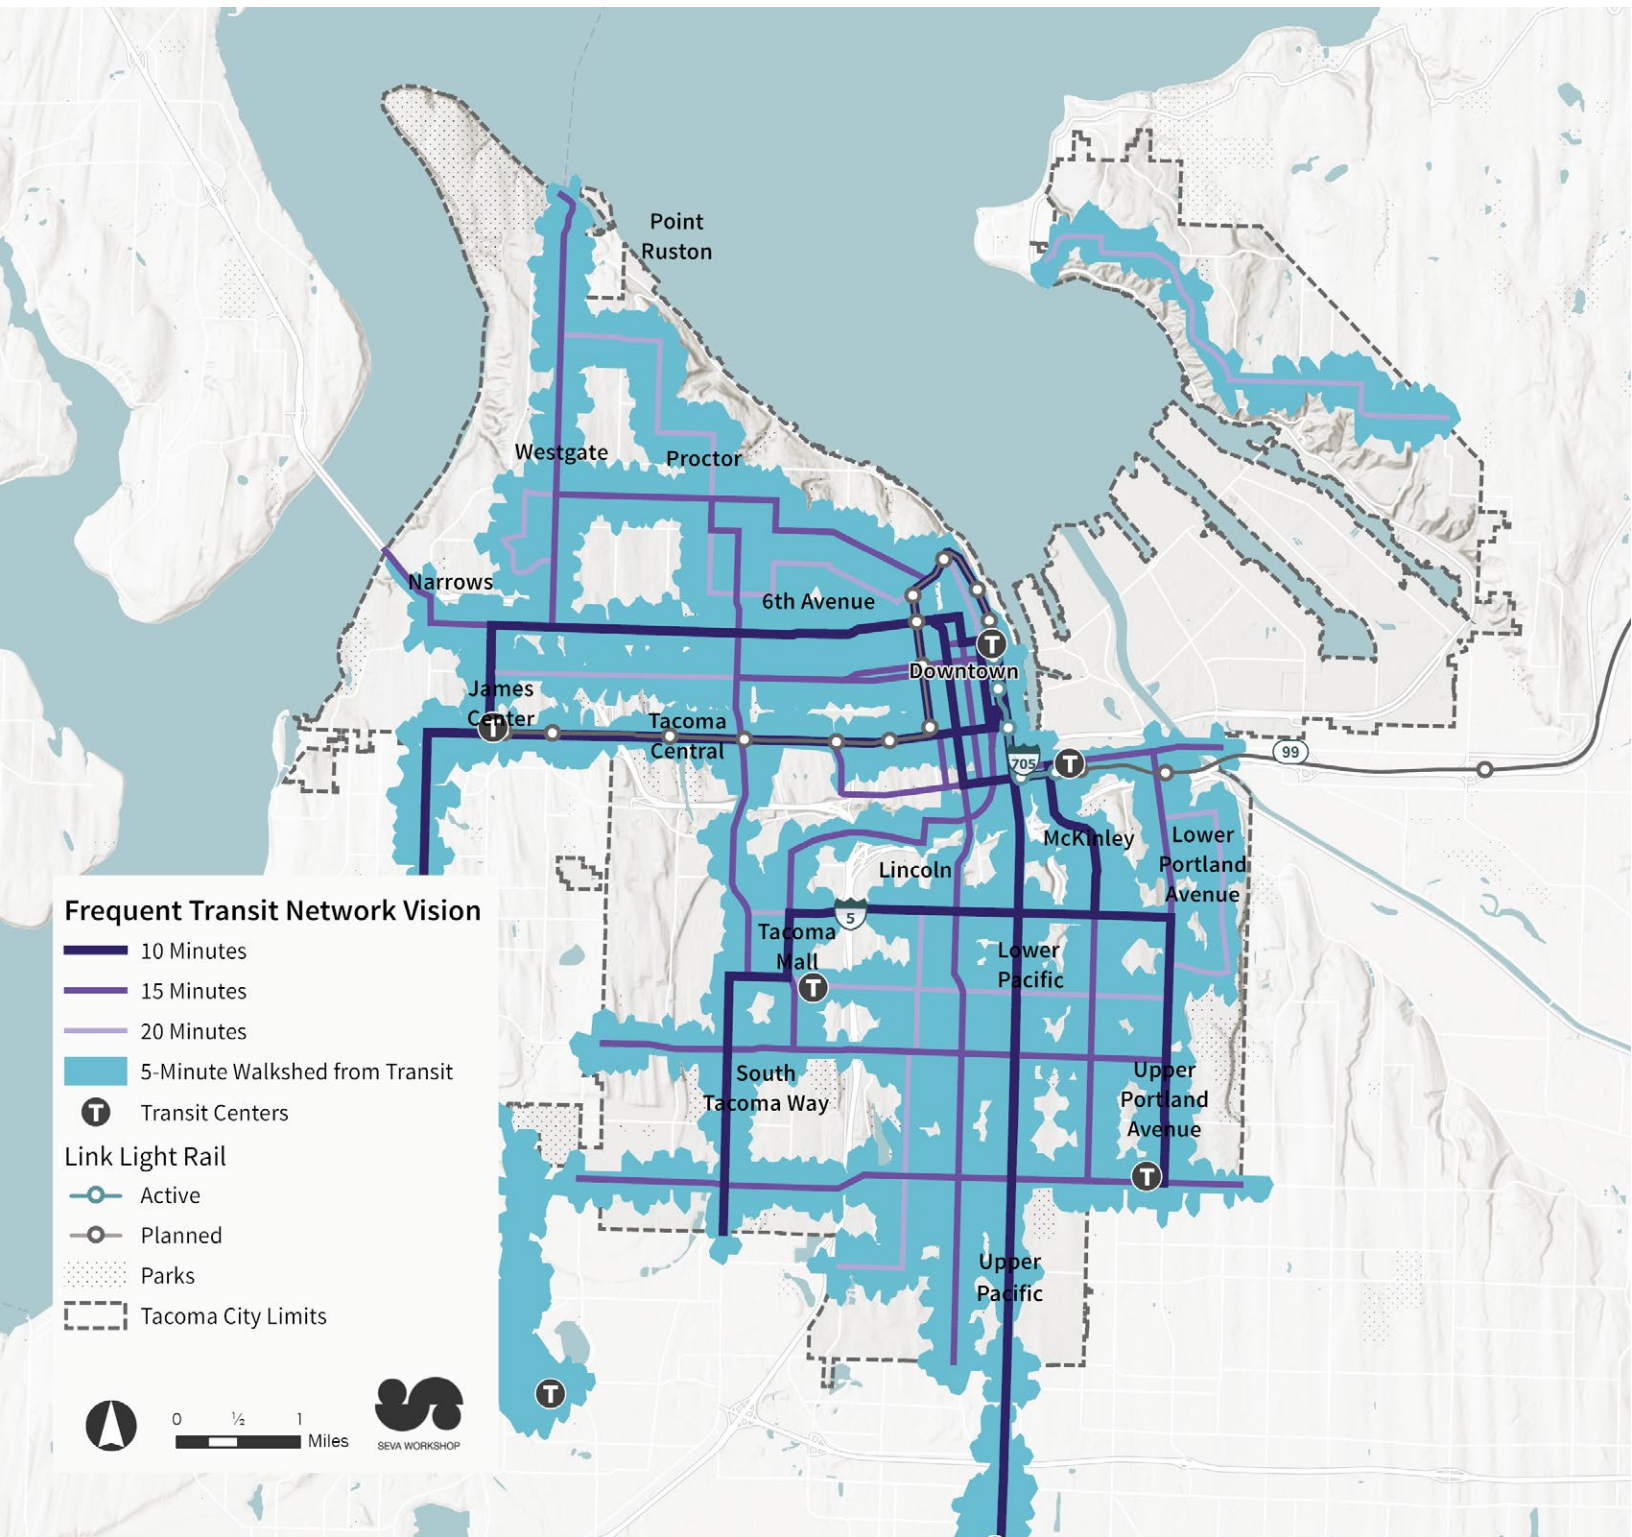 Point
Ruston
Westgate
Proctor
Narrows
6th Avenue
T
Downtown
James
Center
T
Tacoma
Central
705
T
99
McKinley
Lower
Portland
Avenue
Lincoln
5
Tacoma
Mall
T
Lower
Pacific
South
Tacoma Way
Upper
Portland
Avenue
T
Upper
Pacific
T
Frequent Transit Network Vision
10 Minutes
15 Minutes
20 Minutes
5-Minute Walkshed from Transit
T Transit Centers
Link Light Rail
Active
Planned
Parks
Tacoma City Limits
0 ½ 1
Miles
SEVA WORKSHOP